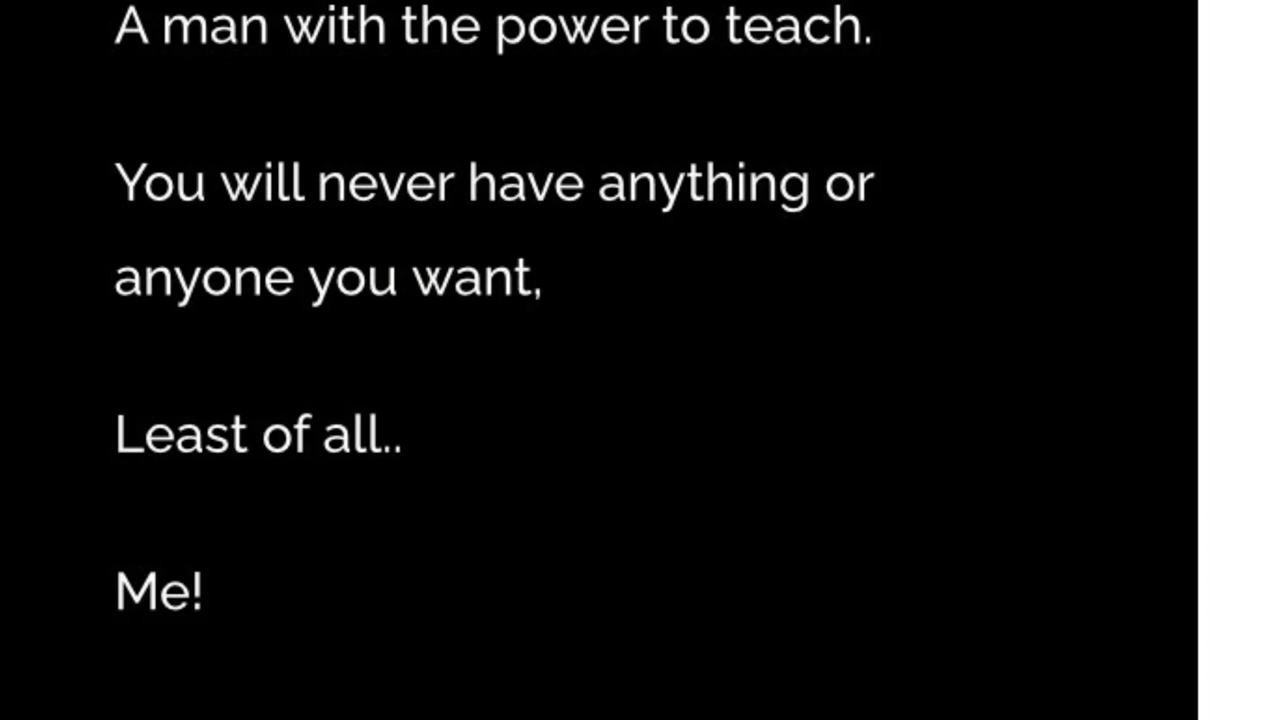 A man with the power to teach.
You will never have anything or
anyone you want,
Least of all..
Me!